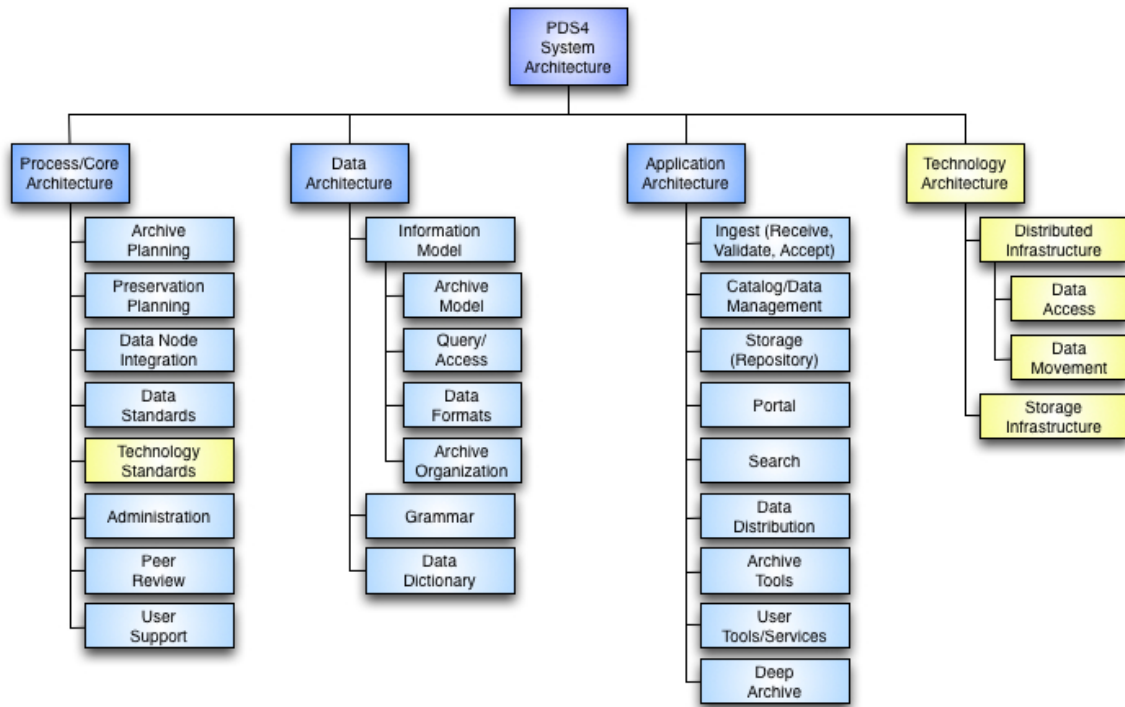 PDS4
System
Architecture
Process/Core
Architecture
Archive
Planning
Preservation
Planning
Data Node
Integration
Data
Standards
Technology
Standards
Administration
Peer
Review
User
Support
Data
Architecture
Information
Model
Archive
Model
Query/
Access
Data
Formats
Archive
Organization
Grammar
Data
Dictionary
Application
Architecture
Ingest (Receive,
Validate, Accept)
Catalog/Data
Management
Storage
(Repository)
Portal
Search
Data
Distribution
Archive
Tools
User
Tools/Services
Deep
Archive
Technology
Architecture
Distributed
Infrastructure
Data
Access
Data
Movement
Storage
Infrastructure